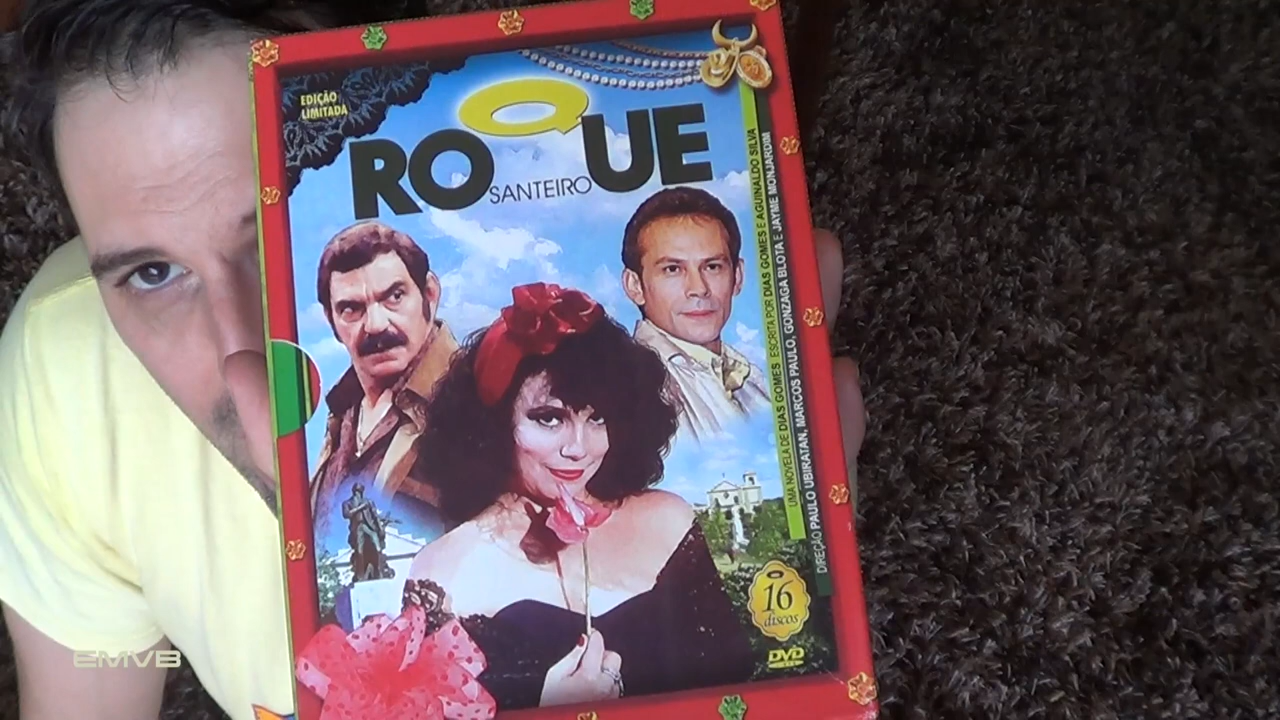 EDIÇÃO
LIMITADA
ROQUE
SANTEIRO
UMA NOVELA DE DIAS GOMES ESCRITA POR DIAS GOMES E AGUINALDO SILVA
DIREÇÃO PAULO UBIRATAN, MARCOS PAULO, GONZAGA BLOTA E JAYME MONJARDIM
16
discos
DVD
EMVB